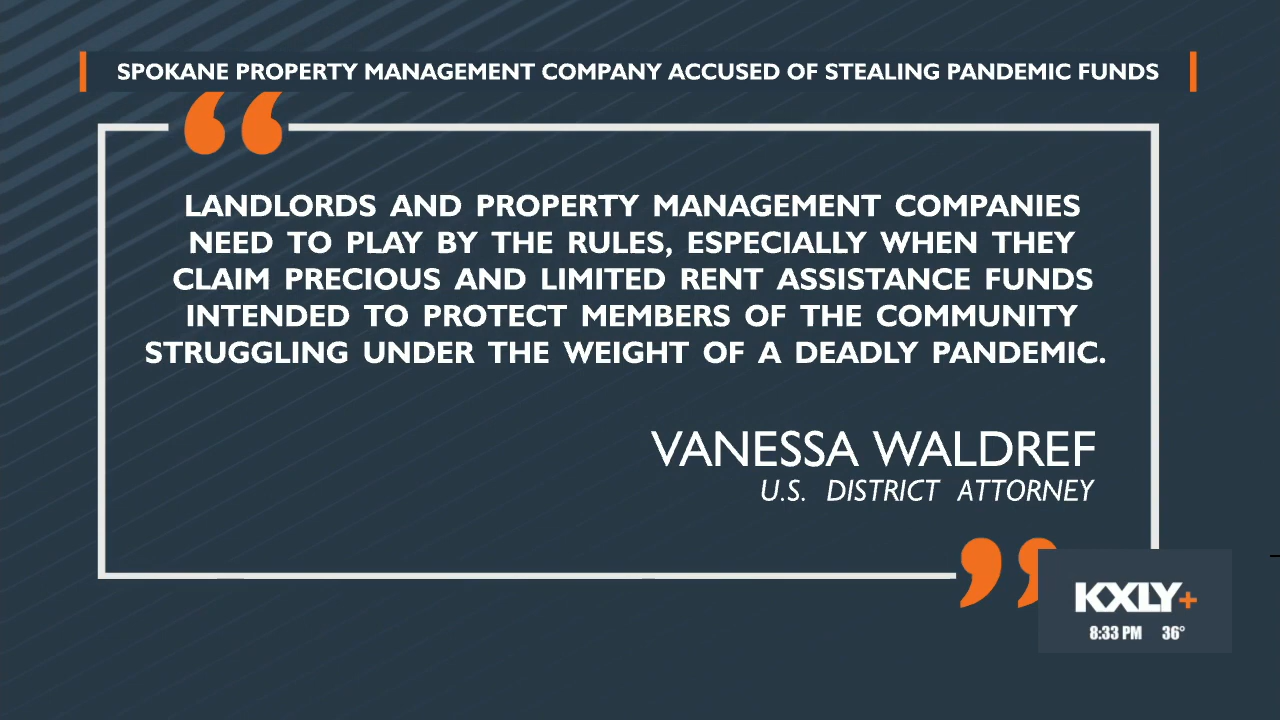 SPOKANE PROPERTY MANAGEMENT COMPANY ACCUSED OF STEALING PANDEMIC FUNDS
“
LANDLORDS AND PROPERTY MANAGEMENT COMPANIES
NEED TO PLAY BY THE RULES, ESPECIALLY WHEN THEY
CLAIM PRECIOUS AND LIMITED RENT ASSISTANCE FUNDS
INTENDED TO PROTECT MEMBERS OF THE COMMUNITY
STRUGGLING UNDER THE WEIGHT OF A DEADLY PANDEMIC.
VANESSA WALDREF
U.S. DISTRICT ATTORNEY
”
KXLY+
8:33 PM 36°